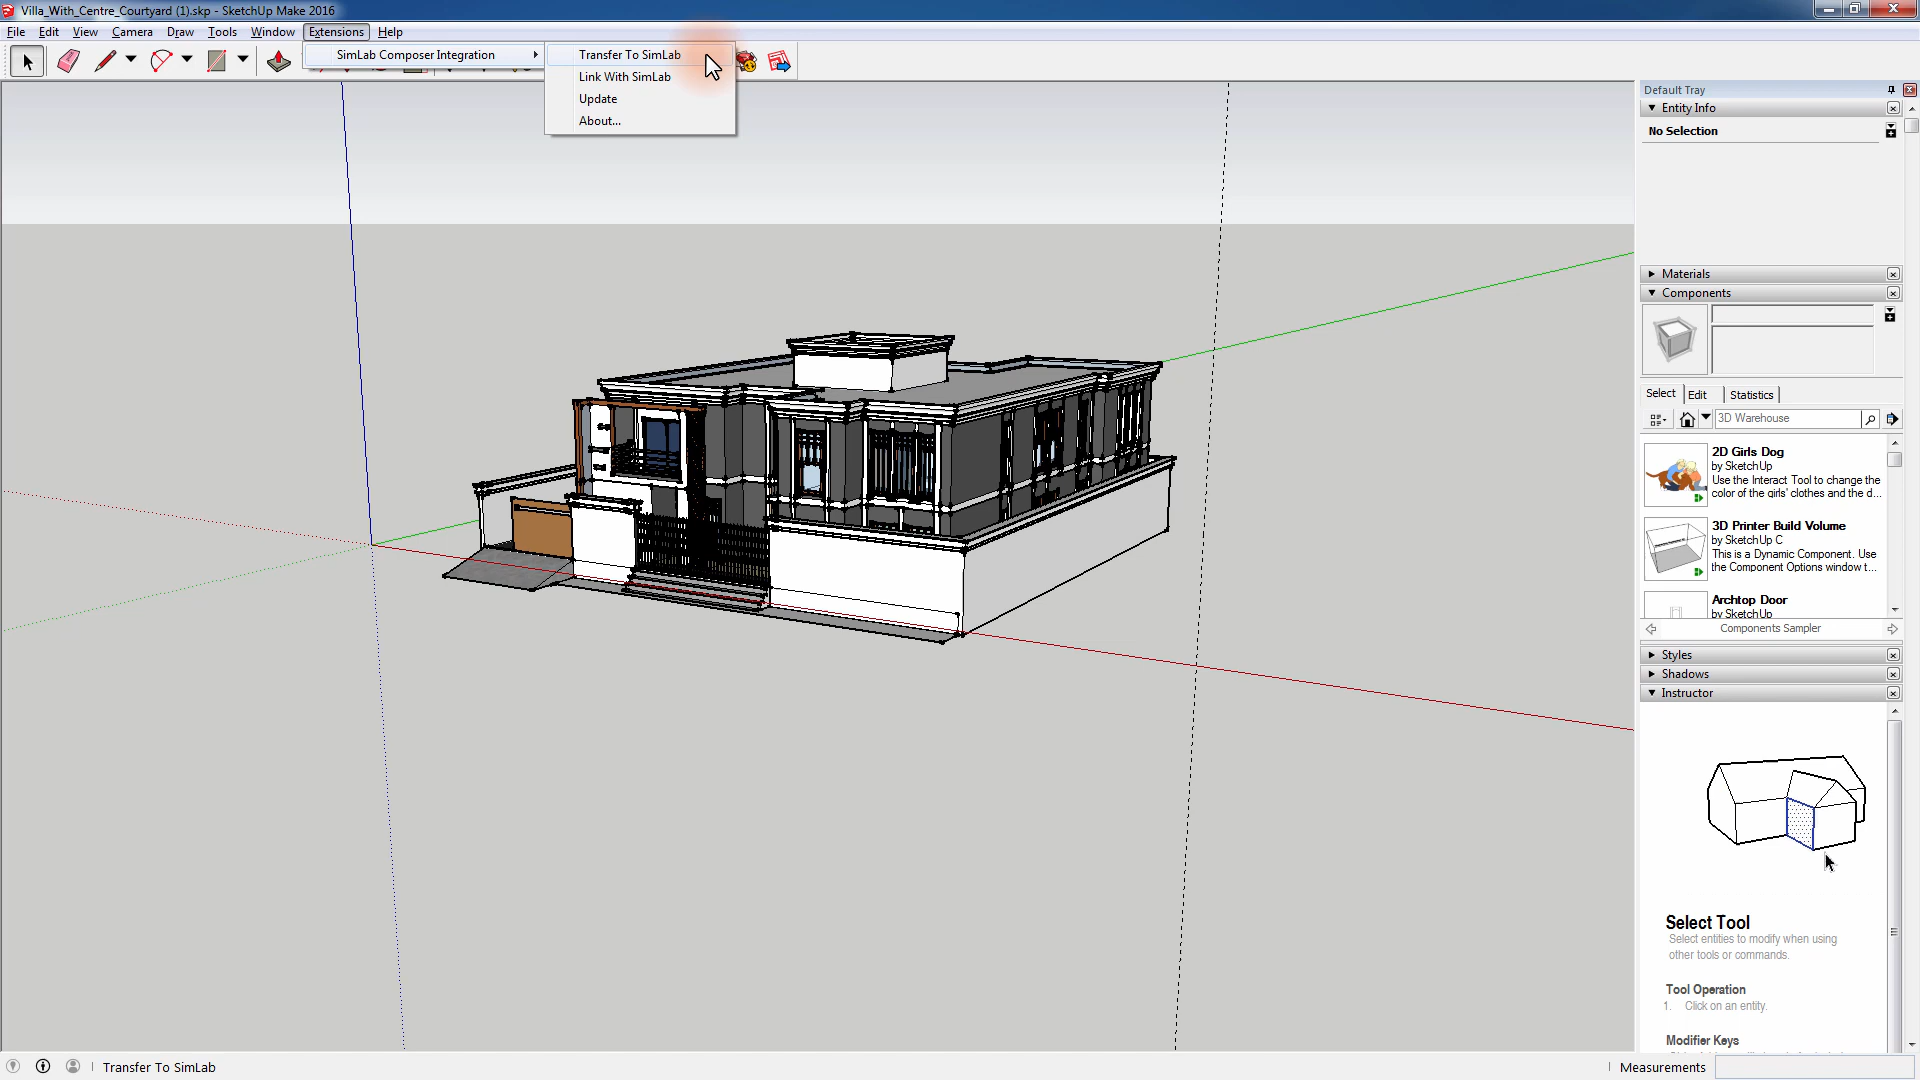 Villa_With_Centre_Courtyard (1).skp - SketchUp Make 2016
File Edit View Camera Draw Tools Window Extensions Help
SimLab Composer Integration
Transfer To SimLab
Link With SimLab
Update
About...
Default Tray
Entity Info
No Selection
Materials
Components
Select Edit Statistics
3D Warehouse
2D Girls Dog
by SketchUp
Use the Interact Tool to change the
color of the girls' clothes and the d...
3D Printer Build Volume
by SketchUp C
This is a Dynamic Component. Use
the Component Options window t...
Archtop Door
by SketchUp
Components Sampler
Styles
Shadows
Instructor
Select Tool
Select entities to modify when using
other tools or commands.
Tool Operation
1. Click on an entity.
Modifier Keys
Transfer To SimLab
Measurements